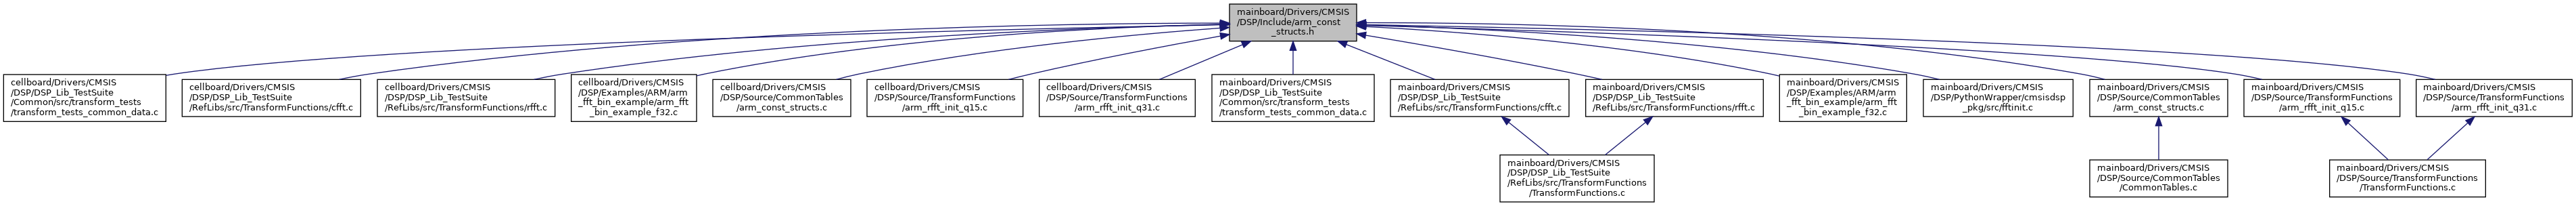 mainboard/Drivers/CMSIS
/DSP/Include/arm_const
_structs.h
cellboard/Drivers/CMSIS
/DSP/DSP_Lib_TestSuite
/Common/src/transform_tests
/transform_tests_common_data.c
cellboard/Drivers/CMSIS
/DSP/DSP_Lib_TestSuite
/RefLibs/src/TransformFunctions/cfft.c
cellboard/Drivers/CMSIS
/DSP/DSP_Lib_TestSuite
/RefLibs/src/TransformFunctions/rfft.c
cellboard/Drivers/CMSIS
/DSP/Examples/ARM/arm
_fft_bin_example/arm_fft
_bin_example_f32.c
cellboard/Drivers/CMSIS
/DSP/Source/CommonTables
/arm_const_structs.c
cellboard/Drivers/CMSIS
/DSP/Source/TransformFunctions
/arm_rfft_init_q15.c
cellboard/Drivers/CMSIS
/DSP/Source/TransformFunctions
/arm_rfft_init_q31.c
mainboard/Drivers/CMSIS
/DSP/DSP_Lib_TestSuite
/Common/src/transform_tests
/transform_tests_common_data.c
mainboard/Drivers/CMSIS
/DSP/DSP_Lib_TestSuite
/RefLibs/src/TransformFunctions/cfft.c
mainboard/Drivers/CMSIS
/DSP/DSP_Lib_TestSuite
/RefLibs/src/TransformFunctions/rfft.c
mainboard/Drivers/CMSIS
/DSP/Examples/ARM/arm
_fft_bin_example/arm_fft
_bin_example_f32.c
mainboard/Drivers/CMSIS
/DSP/PythonWrapper/cmsisdsp
_pkg/src/fftinit.c
mainboard/Drivers/CMSIS
/DSP/Source/CommonTables
/arm_const_structs.c
mainboard/Drivers/CMSIS
/DSP/Source/TransformFunctions
/arm_rfft_init_q15.c
mainboard/Drivers/CMSIS
/DSP/Source/TransformFunctions
/arm_rfft_init_q31.c
mainboard/Drivers/CMSIS
/DSP/DSP_Lib_TestSuite
/RefLibs/src/TransformFunctions
/TransformFunctions.c
mainboard/Drivers/CMSIS
/DSP/Source/CommonTables
/CommonTables.c
mainboard/Drivers/CMSIS
/DSP/Source/TransformFunctions
/TransformFunctions.c